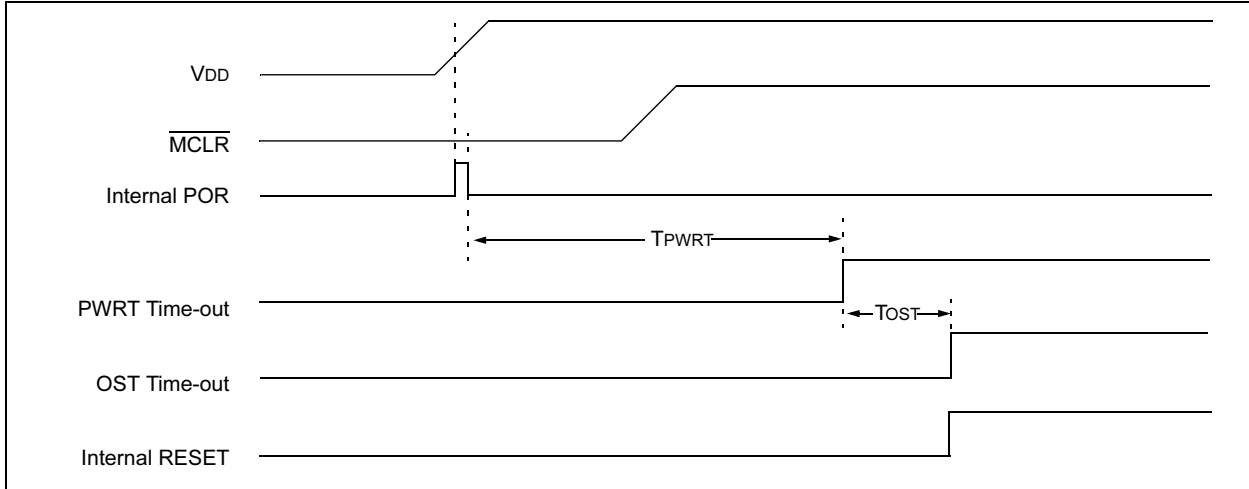 VDD
MCLR
Internal POR
TPWRT
PWRT Time-out
TOST
OST Time-out
Internal RESET